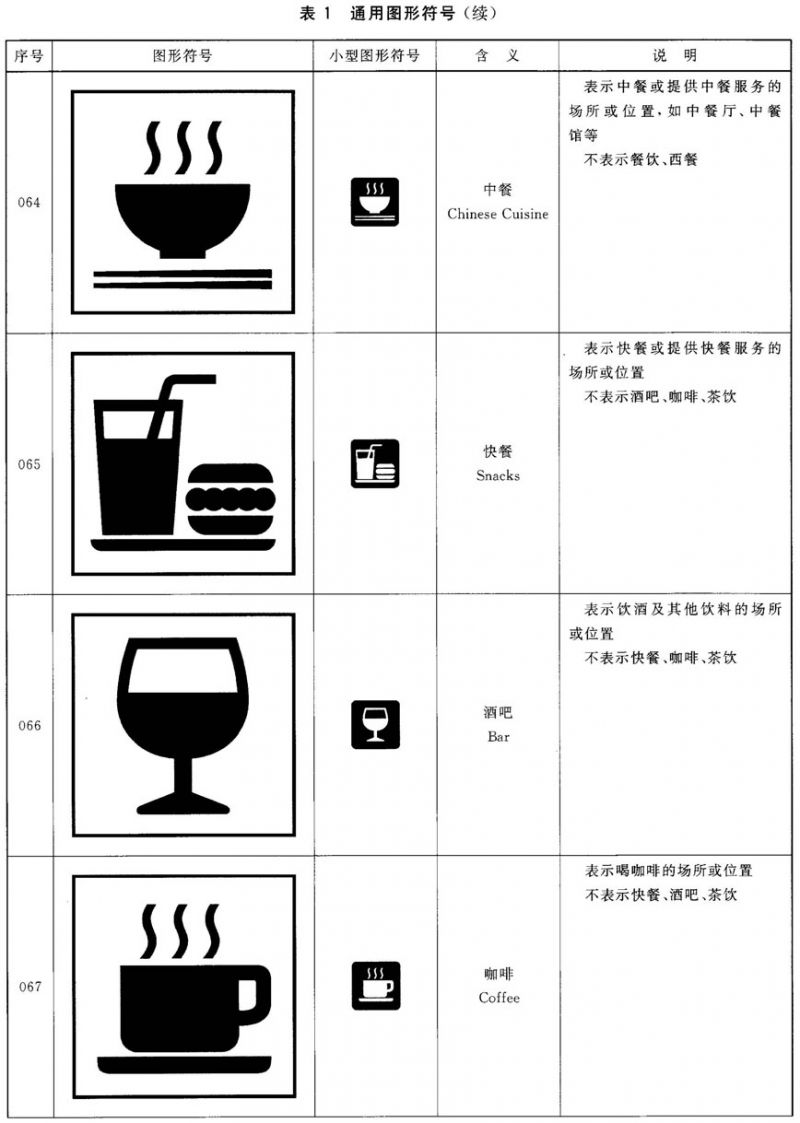 表 1 通用图形符号(续)
序号 图形符号 小型图形符号 含 义 说 明
064
中餐
Chinese Cuisine
表示中餐或提供中餐服务的
场所或位置,如中餐厅、中餐
馆等
不表示餐饮、西餐
065
快餐
Snacks
表示快餐或提供快餐服务的
场所或位置
不表示酒吧、咖啡、茶饮
066
酒吧
Bar
表示饮酒及其他饮料的场所
或位置
不表示快餐、咖啡、茶饮
067
咖啡
Coffee
表示喝咖啡的场所或位置
不表示快餐、酒吧、茶饮